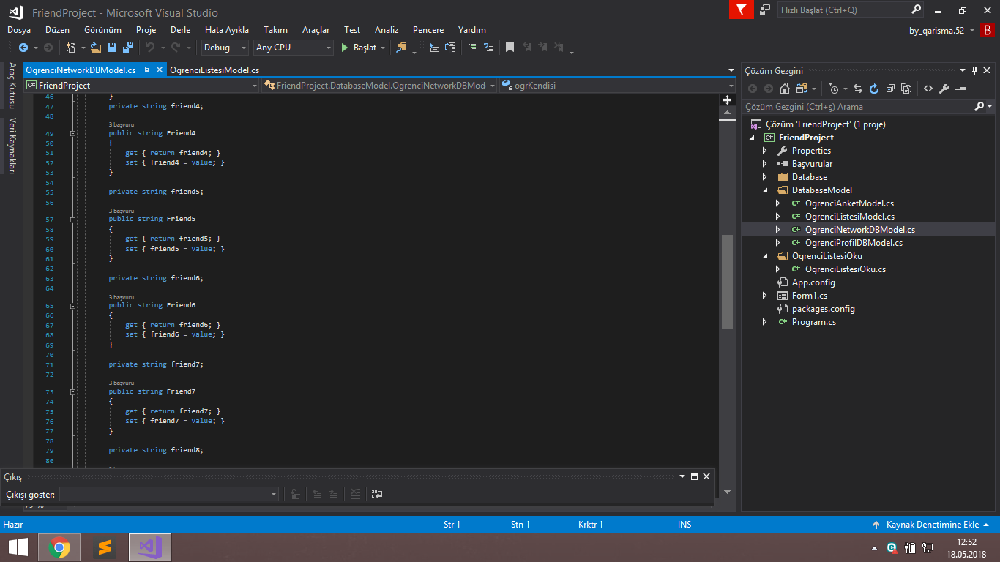 FriendProject - Microsoft Visual Studio
Hızlı Başlat (Ctrl+Q)
Dosya Düzen Görünüm Proje Derle Hata Ayıkla Takım Araçlar Test Analiz Pencere Yardım
by_qarisma.52 B
Debug Any CPU Başlat
Araç Kutusu
Veri Kaynakları
OgrenciNetworkDBModel.cs OgrenciListesiModel.cs
FriendProject FriendProject.DatabaseModel.OgrenciNetworkDBMod ogrKendisi
46 }
47 private string friend4;
48
3 başvuru
49 public string Friend4
50 {
51 get { return friend4; }
52 set { friend4 = value; }
53 }
54
55 private string friend5;
56
3 başvuru
57 public string Friend5
58 {
59 get { return friend5; }
60 set { friend5 = value; }
61 }
62
63 private string friend6;
64
3 başvuru
65 public string Friend6
66 {
67 get { return friend6; }
68 set { friend6 = value; }
69 }
70
71 private string friend7;
72
3 başvuru
73 public string Friend7
74 {
75 get { return friend7; }
76 set { friend7 = value; }
77 }
78
79 private string friend8;
80
Çıkış
Çıkışı göster:
Çözüm Gezgini
Çözüm Gezgini (Ctrl+ş) Arama
Çözüm 'FriendProject' (1 proje)
C# FriendProject
Properties
Başvurular
Database
DatabaseModel
C# OgrenciAnketModel.cs
C# OgrenciListesiModel.cs
C# OgrenciNetworkDBModel.cs
C# OgrenciProfilDBModel.cs
OgrenciListesiOku
C# OgrenciListesiOku.cs
App.config
Form1.cs
packages.config
C# Program.cs
Hazır Str 1 Stn 1 Krktr 1 INS Kaynak Denetimine Ekle
12:52
18.05.2018